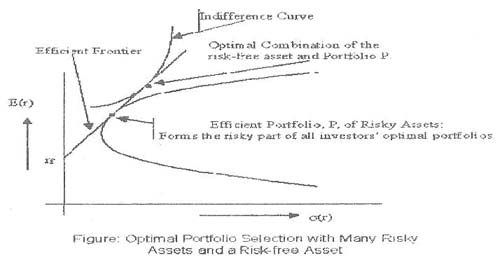 Indifference Curve
Efficient Frontier
Optimal Combination of the
risk-free asset and Portfolio P.
E(r)
Efficient Portfolio, P, of Risky Assets:
Forms the risky part of all investors' optimal portfolios
rf
σ(r)
Figure: Optimal Portfolio Selection with Many Risky
Assets and a Risk-free Asset